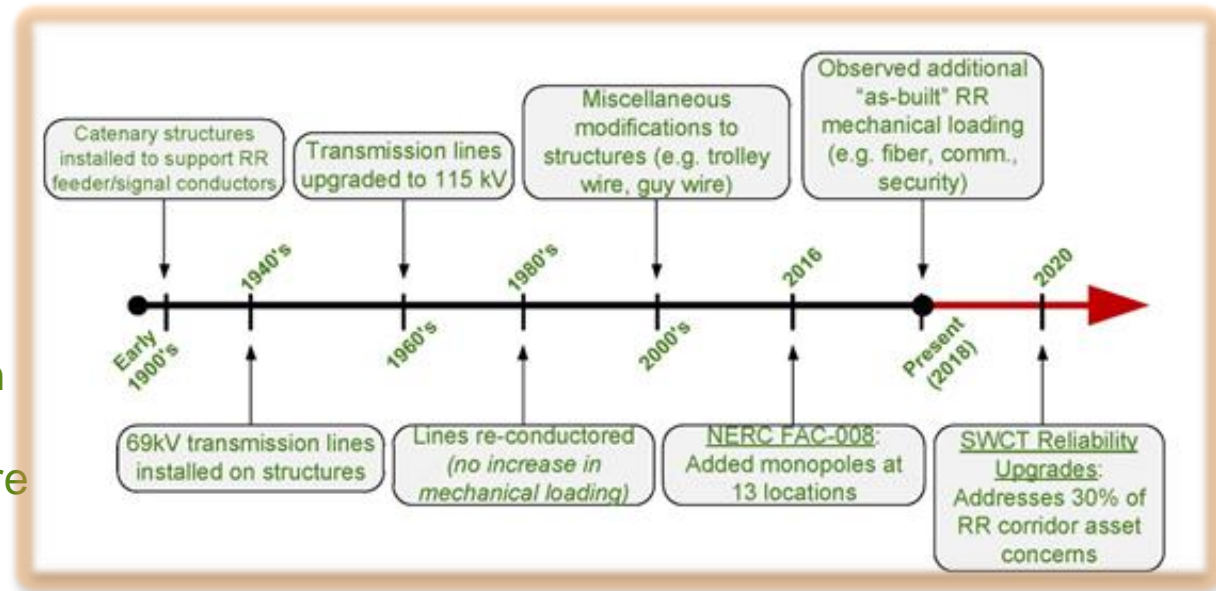 Catenary structures
installed to support RR
feeder/signal conductors
Transmission lines
upgraded to 115 kV
Miscellaneous
modifications to
structures (e.g. trolley
wire, guy wire)
Observed additional
“as-built” RR
mechanical loading
(e.g. fiber, comm.,
security)
Early
1900's
1940's
1960's
1980's
2000's
2016
Present
(2018)
2020
69kV transmission lines
installed on structures
Lines re-conductored
(no increase in
mechanical loading)
NERC FAC-008:
Added monopoles at
13 locations
SWCT Reliability
Upgrades:
Addresses 30% of
RR corridor asset
concerns